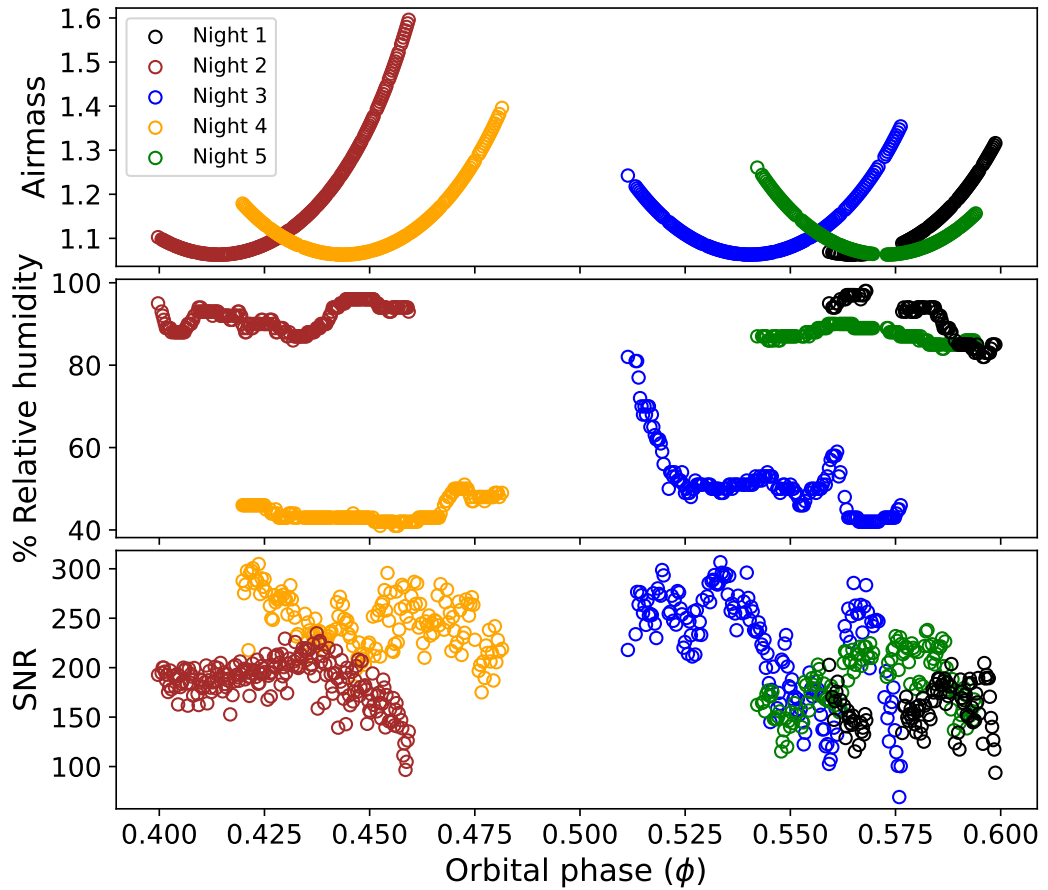 Airmass
1.6
1.5
1.4
1.3
1.2
1.1
Night 1
Night 2
Night 3
Night 4
Night 5
% Relative humidity
100
80
60
40
SNR
300
250
200
150
100
0.400 0.425 0.450 0.475 0.500 0.525 0.550 0.575 0.600
Orbital phase (ϕ)